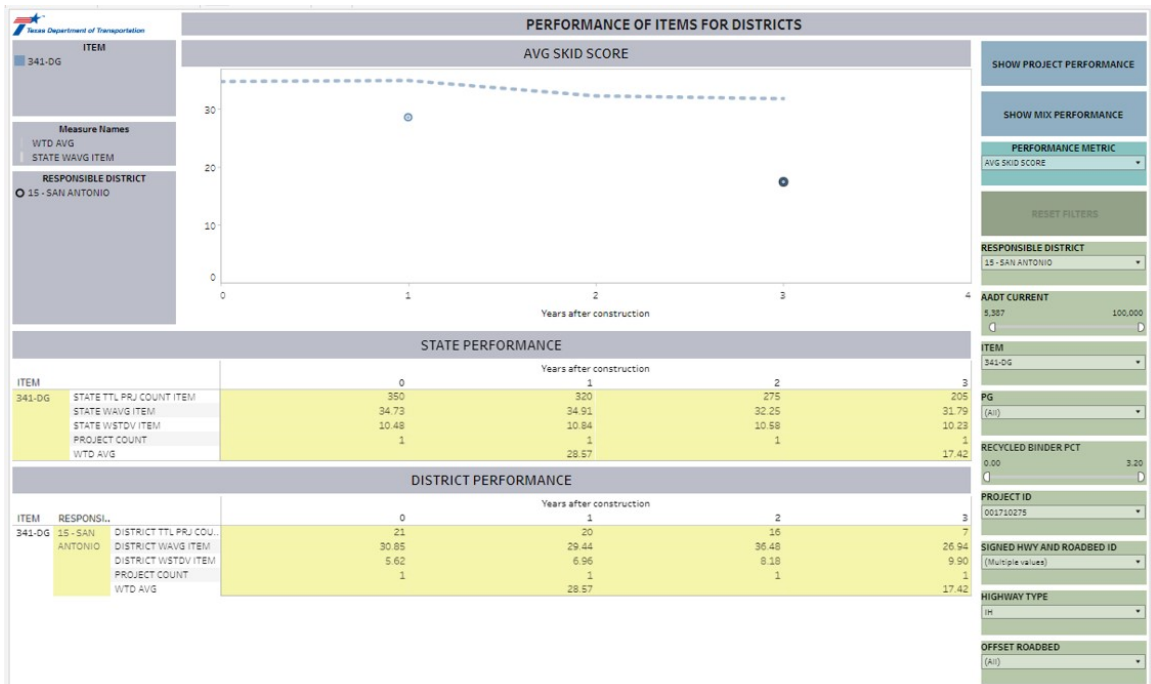 Texas Department of Transportation
PERFORMANCE OF ITEMS FOR DISTRICTS
ITEM
341-DG
Measure Names
WTD AVG
STATE WAVG ITEM
RESPONSIBLE DISTRICT
15 - SAN ANTONIO
AVG SKID SCORE
30
20
10
0
0 1 2 3 4
Years after construction
SHOW PROJECT PERFORMANCE
SHOW MIX PERFORMANCE
PERFORMANCE METRIC
AVG SKID SCORE
RESET FILTERS
RESPONSIBLE DISTRICT
15 - SAN ANTONIO
AADT CURRENT
5,387 100,000
ITEM
341-DG
PG
(All)
RECYCLED BINDER PCT
0.00 3.20
PROJECT ID
001710275
SIGNED HWY AND ROADBED ID
(Multiple values)
HIGHWAY TYPE
IH
OFFSET ROADBED
(All)
STATE PERFORMANCE
Years after construction
ITEM 0 1 2 3
341-DG STATE TTL PRJ COUNT ITEM 350 320 275 205
STATE WAVG ITEM 34.73 34.91 32.25 31.79
STATE WSTDV ITEM 10.48 10.84 10.58 10.23
PROJECT COUNT 1 1 1 1
WTD AVG 28.57 17.42
DISTRICT PERFORMANCE
Years after construction
ITEM RESPONSI.. 0 1 2 3
341-DG 15 - SAN DISTRICT TTL PRJ COU.. 21 20 16 7
ANTONIO DISTRICT WAVG ITEM 30.85 29.44 36.48 26.94
DISTRICT WSTDV ITEM 5.62 6.96 8.18 9.90
PROJECT COUNT 1 1 1 1
WTD AVG 28.57 17.42